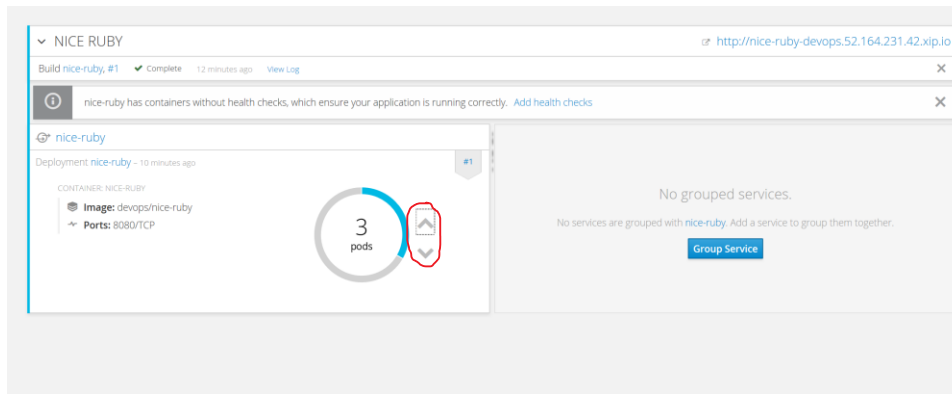 NICE RUBY
http://nice-ruby-devops.52.164.231.42.xip.io
Build nice-ruby, #1 Complete 12 minutes ago View Log
nice-ruby has containers without health checks, which ensure your application is running correctly. Add health checks
nice-ruby
Deployment nice-ruby – 10 minutes ago
#1
CONTAINER: NICE-RUBY
Image: devops/nice-ruby
Ports: 8080/TCP
3
pods
No grouped services.
No services are grouped with nice-ruby. Add a service to group them together.
Group Service